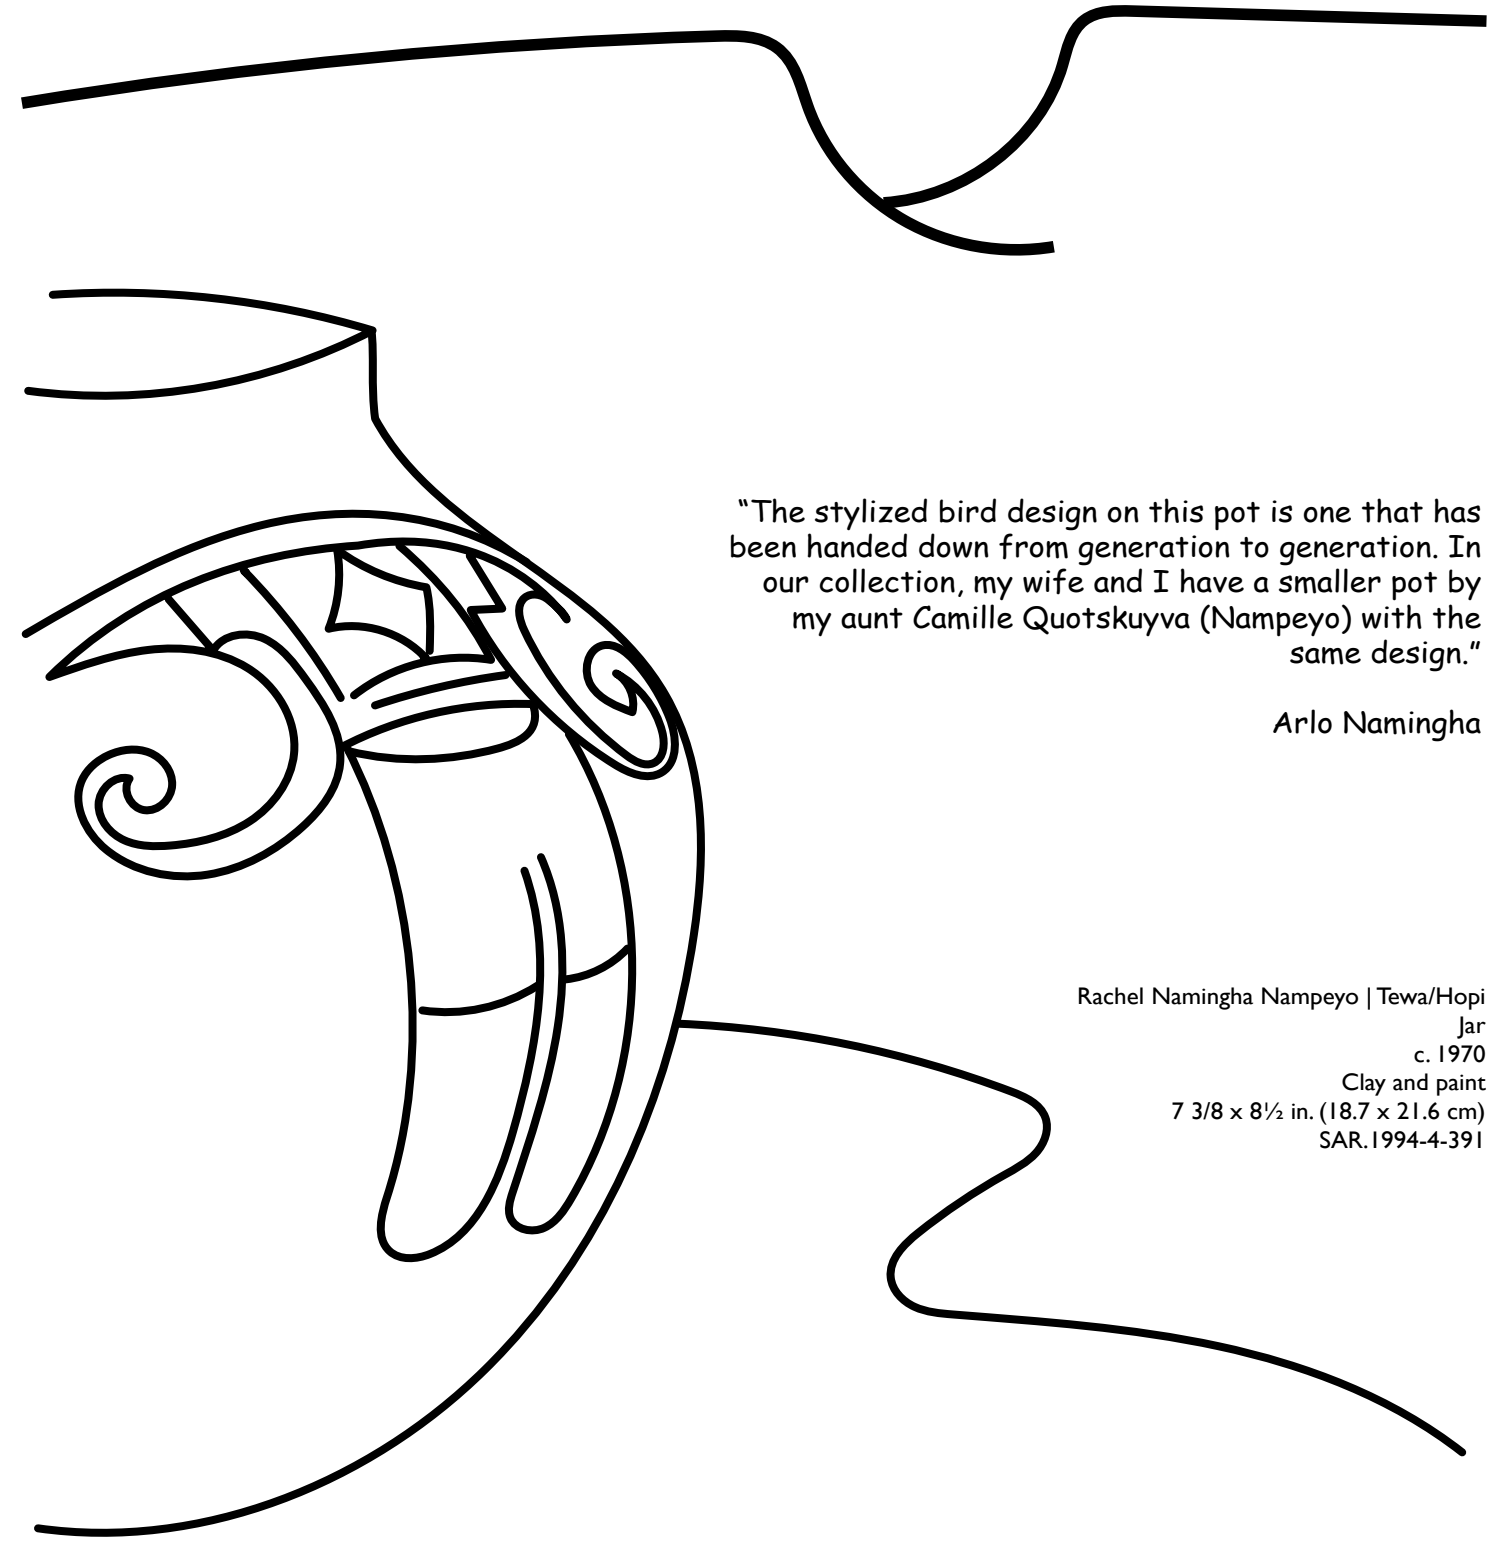 “The stylized bird design on this pot is one that has
been handed down from generation to generation. In
our collection, my wife and I have a smaller pot by
my aunt Camille Quotskuyva (Nampeyo) with the
same design.”
Arlo Namingha
Rachel Namingha Nampeyo | Tewa/Hopi
Jar
c. 1970
Clay and paint
7 3/8 x 8½ in. (18.7 x 21.6 cm)
SAR.1994-4-391